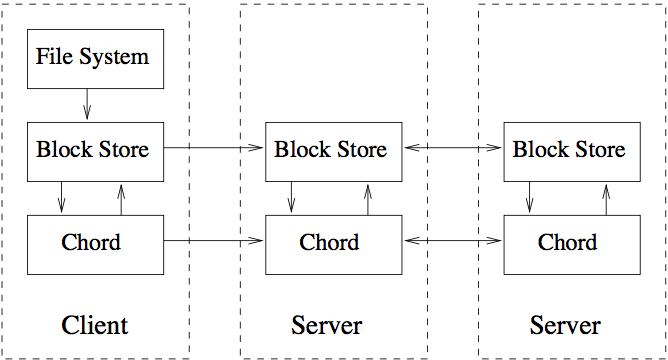 File System
Block Store
Block Store
Block Store
Chord
Chord
Chord
Client
Server
Server